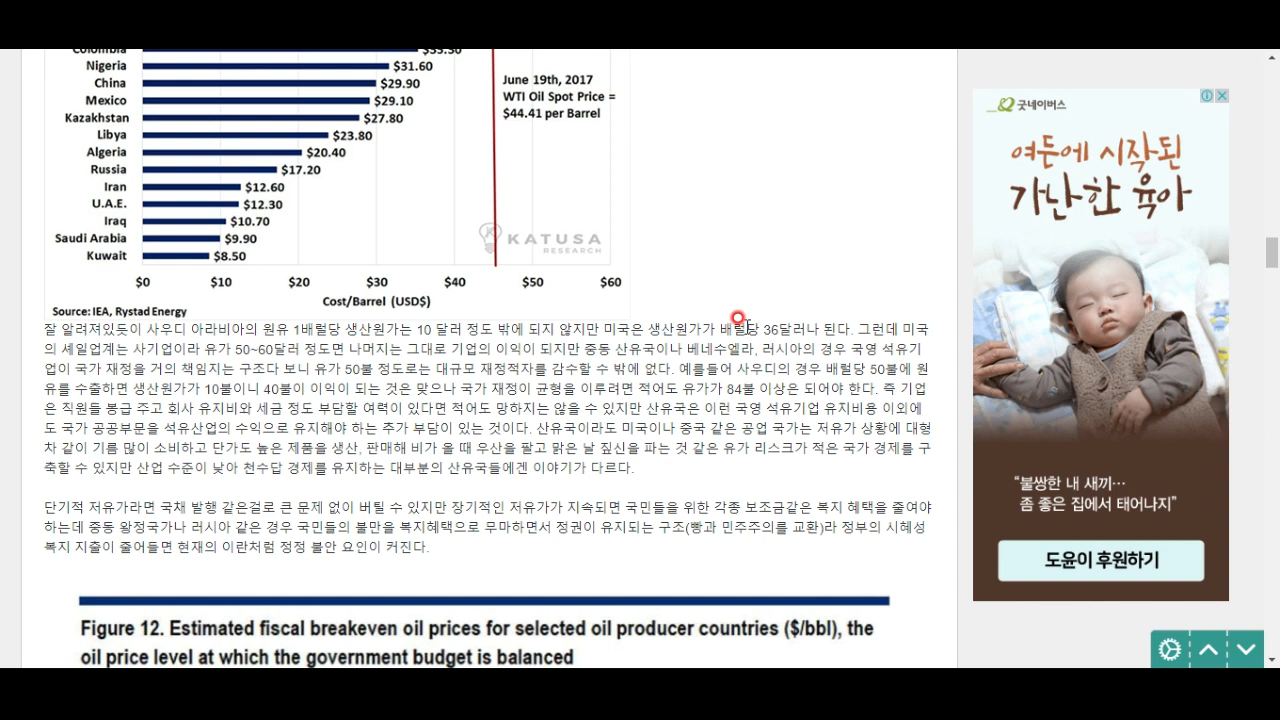 Colombia
$35.30
Nigeria
$31.60
China
$29.90
Mexico
$29.10
Kazakhstan
$27.80
Libya
$23.80
Algeria
$20.40
Russia
$17.20
Iran
$12.60
U.A.E.
$12.30
Iraq
$10.70
Saudi Arabia
$9.90
Kuwait
$8.50
June 19th, 2017
WTI Oil Spot Price =
$44.41 per Barrel
KATUSA
RESEARCH
$0 $10 $20 $30 $40 $50 $60
Cost/Barrel (USD$)
Source: IEA, Rystad Energy
잘 알려져있듯이 사우디 아라비아의 원유 1배럴당 생산원가는 10 달러 정도 밖에 되지 않지만 미국은 생산원가가 배럴당 36달러나 된다. 그런데 미국
의 셰일업계는 사기업이라 유가 50~60달러 정도면 나머지는 그대로 기업의 이익이 되지만 중동 산유국이나 베네수엘라, 러시아의 경우 국영 석유기
업이 국가 재정을 거의 책임지는 구조다 보니 유가 50불 정도로는 대규모 재정적자를 감수할 수 밖에 없다. 예를들어 사우디의 경우 배럴당 50불에 원
유를 수출하면 생산원가가 10불이니 40불이 이익이 되는 것은 맞으나 국가 재정이 균형을 이루려면 적어도 유가가 84불 이상은 되어야 한다. 즉 기업
은 직원들 봉급 주고 회사 유지비와 세금 정도 부담할 여력이 있다면 적어도 망하지는 않을 수 있지만 산유국은 이런 국영 석유기업 유지비용 이외에
도 국가 공공부문을 석유산업의 수익으로 유지해야 하는 추가 부담이 있는 것이다. 산유국이라도 미국이나 중국 같은 공업 국가는 저유가 상황에 대형
차 같이 기름 많이 소비하고 단가도 높은 제품을 생산, 판매해 비가 올 때 우산을 팔고 맑은 날 짚신을 파는 것 같은 유가 리스크가 적은 국가 경제를 구
축할 수 있지만 산업 수준이 낮아 천수답 경제를 유지하는 대부분의 산유국들에겐 이야기가 다르다.
단기적 저유가라면 국채 발행 같은걸로 큰 문제 없이 버틸 수 있지만 장기적인 저유가가 지속되면 국민들을 위한 각종 보조금같은 복지 혜택을 줄여야
하는데 중동 왕정국가나 러시아 같은 경우 국민들의 불만을 복지혜택으로 무마하면서 정권이 유지되는 구조(빵과 민주주의를 교환)라 정부의 시혜성
복지 지출이 줄어들면 현재의 이란처럼 정정 불안 요인이 커진다.
Figure 12. Estimated fiscal breakeven oil prices for selected oil producer countries ($/bbl), the
oil price level at which the government budget is balanced
굿네이버스
여든에 시작된
가난한 육아
“불쌍한 내 새끼…
좀 좋은 집에서 태어나지”
도윤이 후원하기